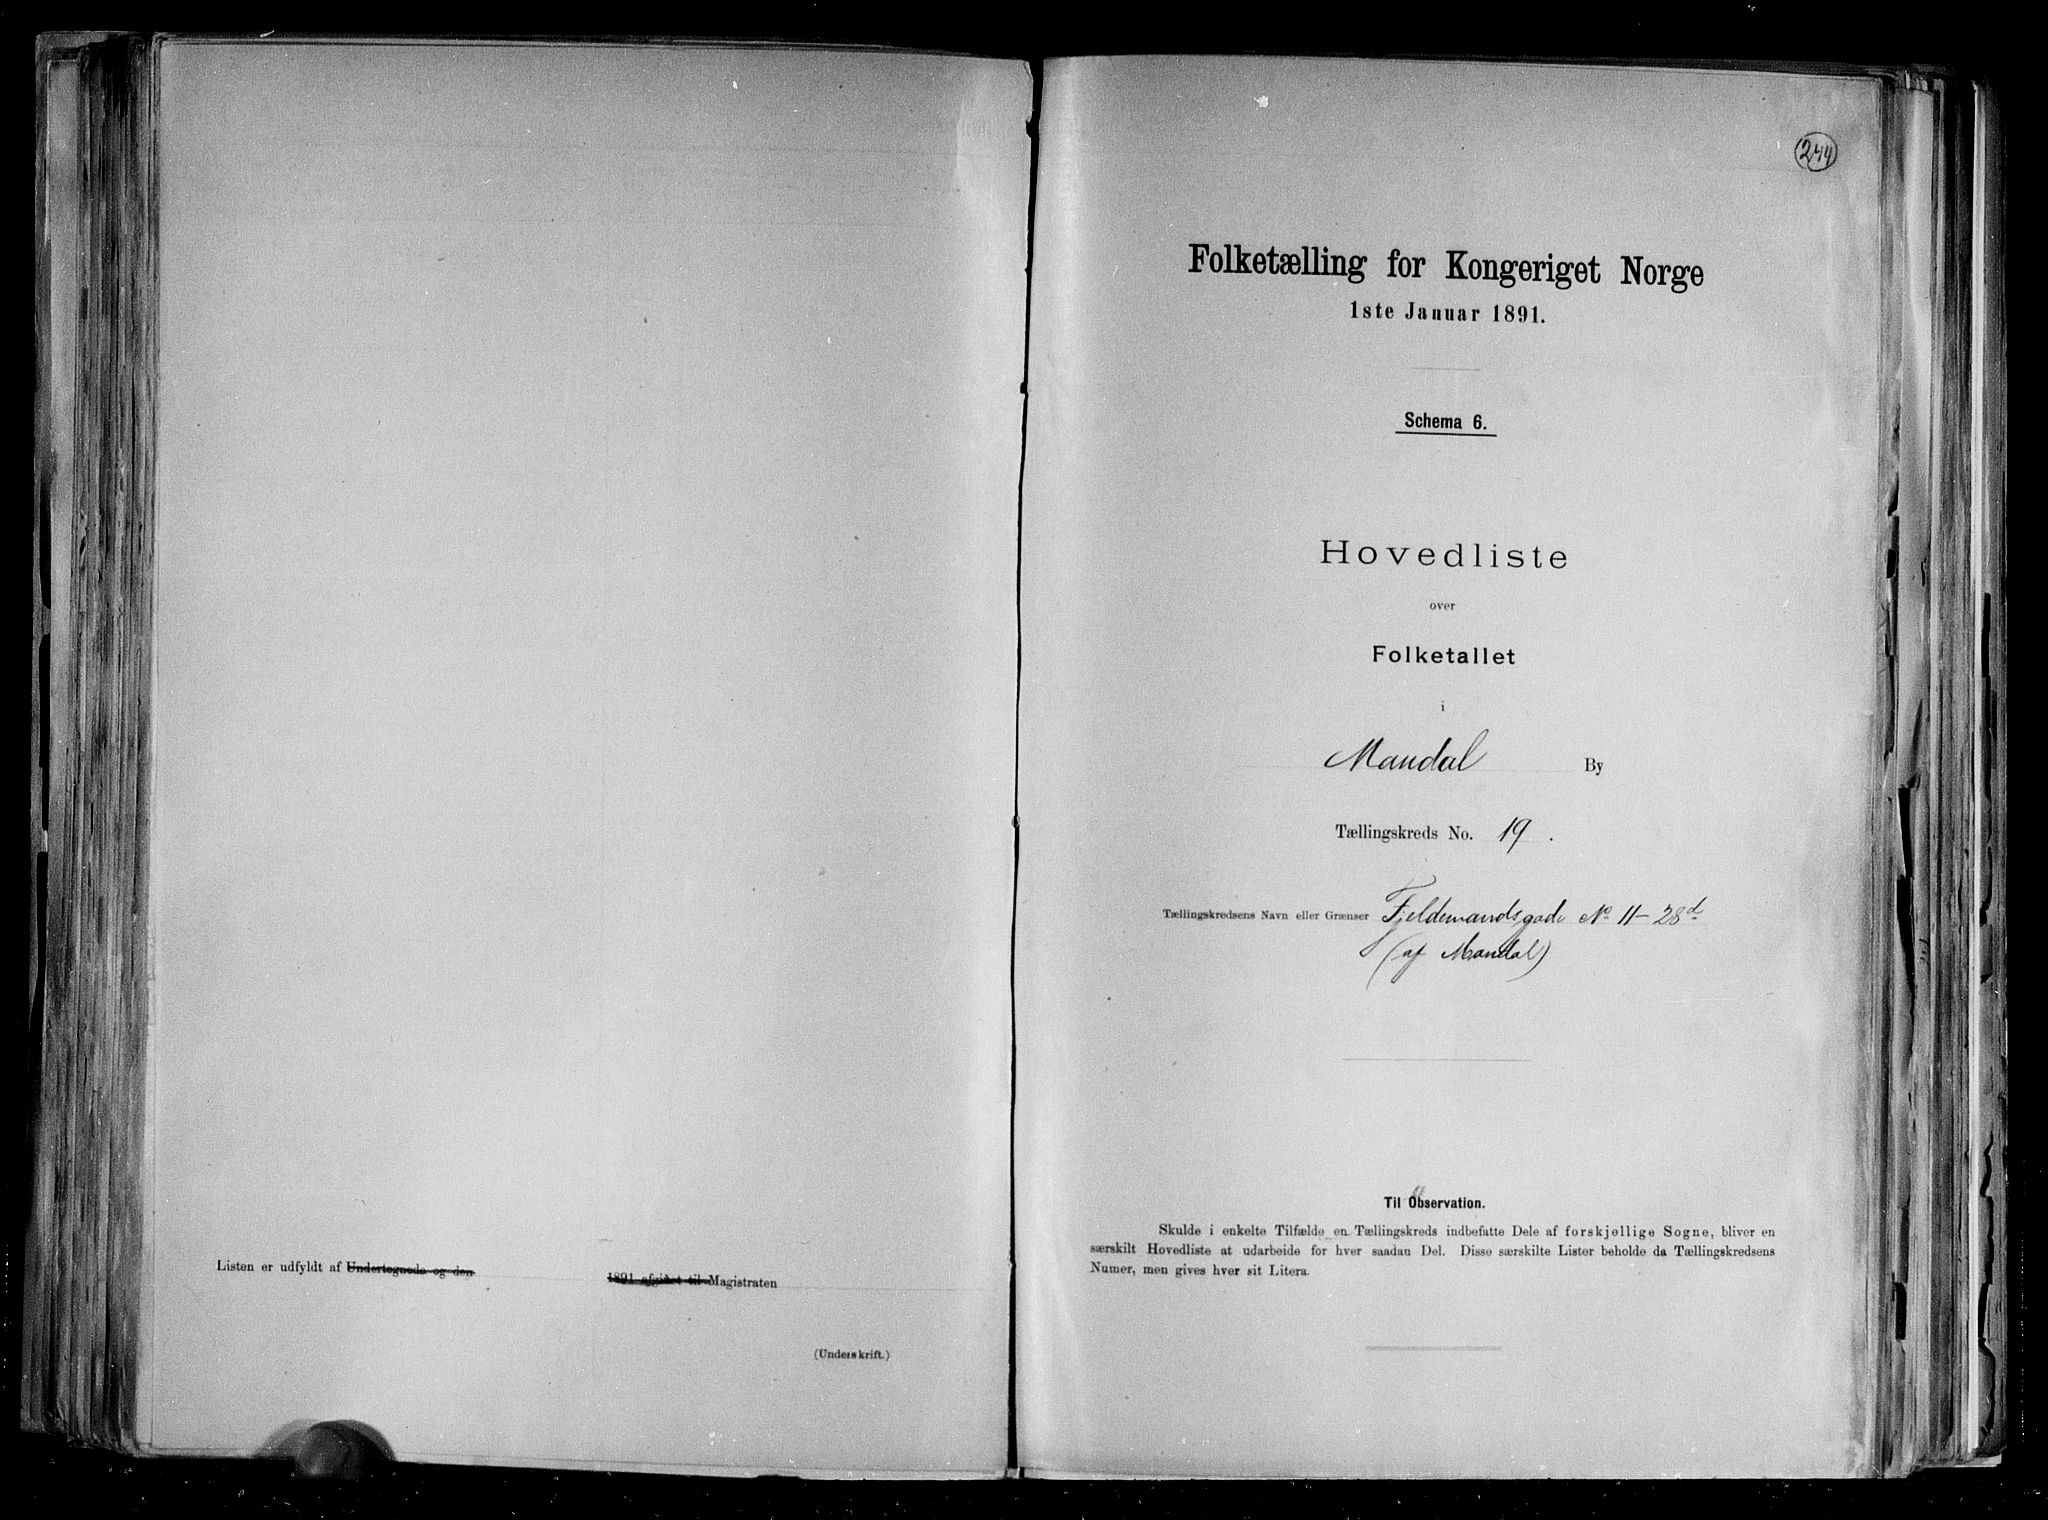 Listen er udfyldt af Undertegnede og den 1891 afgivet til Magistraten
(Underskrift.)
244
Folketælling for Kongeriget Norge
1ste Januar 1891.
Schema 6.
Hovedliste
over
Folketallet
i
Mandal By
Tællingskreds No. 19.
Tællingskredsens Navn eller Grænser Fjeldemandsgade No 11-28d
(af Mandal)
Til Observation.
Skulde i enkelte Tilfælde en Tællingskreds indbefatte Dele af forskjellige Sogne, bliver en
særskilt Hovedliste at udarbeide for hver saadan Del. Disse særskilte Lister beholde da Tællingskredsens
Numer, men gives hver sit Litera.